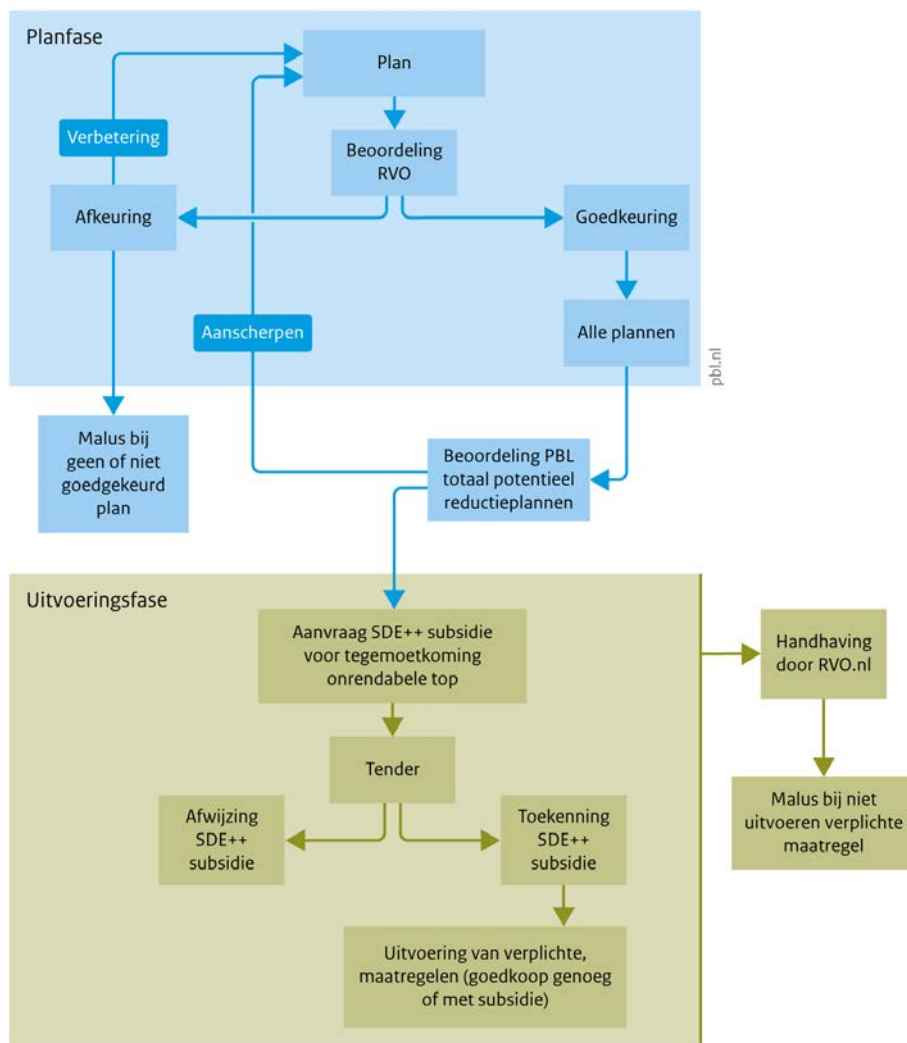 Planfase
Plan
Verbetering
Beoordeling
RVO
Afkeuring
Goedkeuring
Aanscherpen
Alle plannen
pbl.nl
Malus bij
geen of niet
goedgekeurd
plan
Beoordeling PBL
totaal potentieel
reductieplannen
Uitvoeringsfase
Aanvraag SDE++ subsidie
voor tegemoetkoming
onrendabele top
Handhaving
door RVO.nl
Tender
Afwijzing
SDE++
subsidie
Toekenning
SDE++
subsidie
Malus bij niet
uitvoeren verplichte
maatregel
Uitvoering van verplichte,
maatregelen (goedkoop genoeg
of met subsidie)